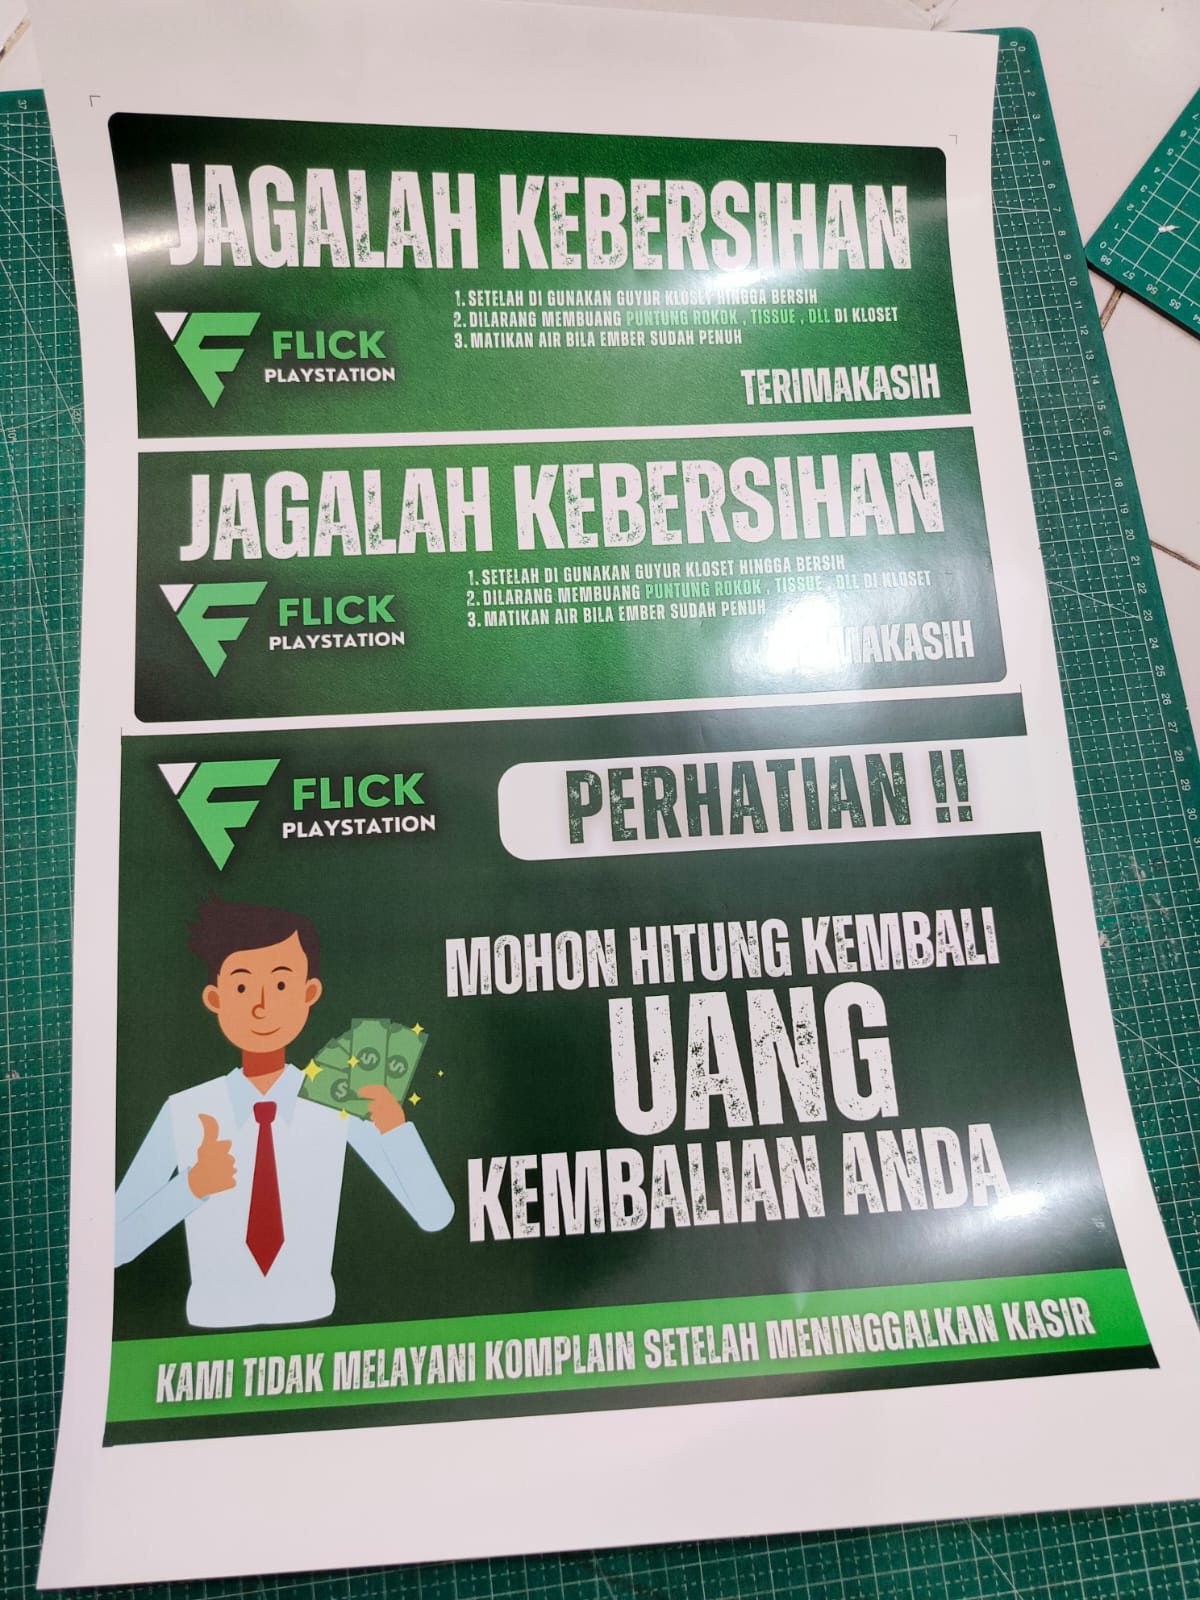 JAGALAH KEBERSIHAN
1. SETELAH DI GUNAKAN GUYUR KLOSET HINGGA BERSIH
2. DILARANG MEMBUANG PUNTUNG ROKOK , TISSUE , DLL DI KLOSET
3. MATIKAN AIR BILA EMBER SUDAH PENUH
FLICK
PLAYSTATION
TERIMAKASIH
JAGALAH KEBERSIHAN
1. SETELAH DI GUNAKAN GUYUR KLOSET HINGGA BERSIH
2. DILARANG MEMBUANG PUNTUNG ROKOK , TISSUE , DLL DI KLOSET
3. MATIKAN AIR BILA EMBER SUDAH PENUH
FLICK
PLAYSTATION
FLICK
PLAYSTATION
PERHATIAN !!
MOHON HITUNG KEMBALI
UANG
KEMBALIAN ANDA
KAMI TIDAK MELAYANI KOMPLAIN SETELAH MENINGGALKAN KASIR